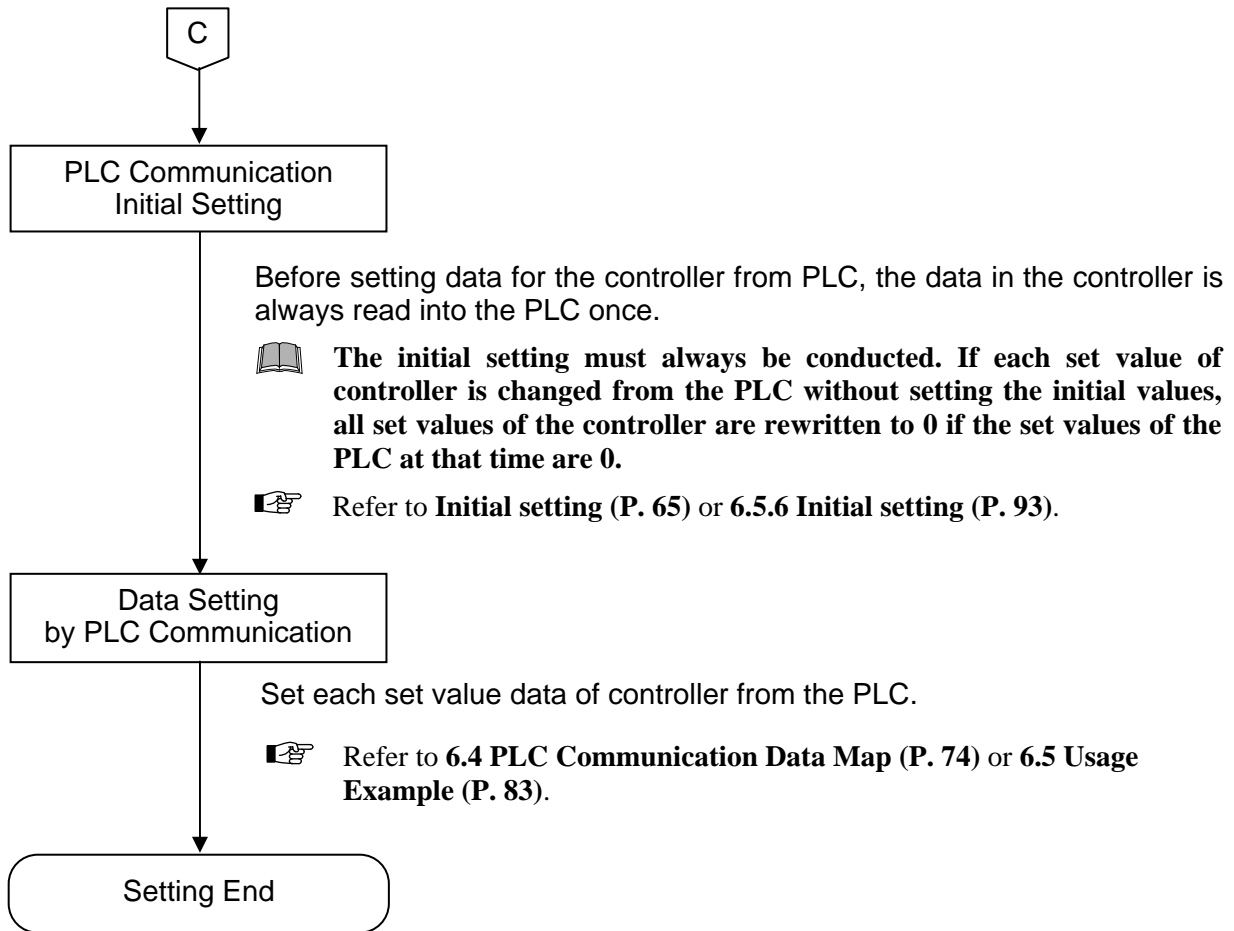 C
PLC Communication
Initial Setting
Before setting data for the controller from PLC, the data in the controller is
always read into the PLC once.
The initial setting must always be conducted. If each set value of
controller is changed from the PLC without setting the initial values,
all set values of the controller are rewritten to 0 if the set values of the
PLC at that time are 0.
Refer to Initial setting (P. 65) or 6.5.6 Initial setting (P. 93).
Data Setting
by PLC Communication
Set each set value data of controller from the PLC.
Refer to 6.4 PLC Communication Data Map (P. 74) or 6.5 Usage
Example (P. 83).
Setting End